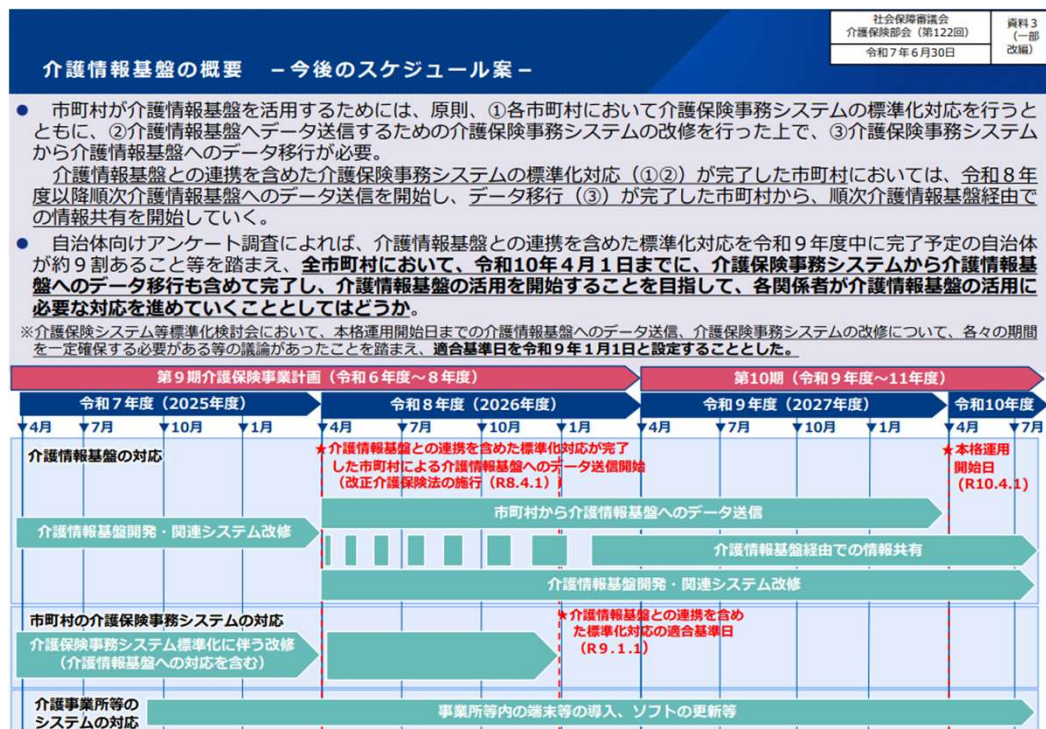 社会保障審議会
介護保険部会（第122回）
令和７年６月30日
資料３
（一部
改編）
介護情報基盤の概要　－今後のスケジュール案－
● 市町村が介護情報基盤を活用するためには、原則、①各市町村において介護保険事務システムの標準化対応を行うと
ともに、②介護情報基盤へデータ送信するための介護保険事務システムの改修を行った上で、③介護保険事務システム
から介護情報基盤へのデータ移行が必要。
介護情報基盤との連携を含めた介護保険事務システムの標準化対応（①②）が完了した市町村においては、令和８年
度以降順次介護情報基盤へのデータ送信を開始し、データ移行（③）が完了した市町村から、順次介護情報基盤経由で
の情報共有を開始していく。
● 自治体向けアンケート調査によれば、介護情報基盤との連携を含めた標準化対応を令和９年度中に完了予定の自治体
が約９割あること等を踏まえ、全市町村において、令和10年４月１日までに、介護保険事務システムから介護情報基
盤へのデータ移行も含めて完了し、介護情報基盤の活用を開始することを目指して、各関係者が介護情報基盤の活用に
必要な対応を進めていくこととしてはどうか。
※介護保険システム等標準化検討会において、本格運用開始日までの介護情報基盤へのデータ送信、介護保険事務システムの改修について、各々の期間
を一定確保する必要がある等の議論があったことを踏まえ、適合基準日を令和９年１月１日と設定することとした。
第９期介護保険事業計画（令和６年度～８年度）
第10期（令和９年度～11年度）
令和７年度（2025年度）
令和８年度（2026年度）
令和９年度（2027年度）
令和10年度
▼4月 ▼7月 ▼10月 ▼1月 ▼4月 ▼7月 ▼10月 ▼1月 ▼4月 ▼7月 ▼10月 ▼1月 ▼4月 ▼7月
介護情報基盤の対応
★介護情報基盤との連携を含めた標準化対応が完了
した市町村による介護情報基盤へのデータ送信開始
（改正介護保険法の施行（R8.4.1））
★本格運用
開始日
（R10.4.1）
市町村から介護情報基盤へのデータ送信
介護情報基盤開発・関連システム改修
介護情報基盤経由での情報共有
介護情報基盤開発・関連システム改修
市町村の介護保険事務システムの対応
★介護情報基盤との連携を含め
た標準化対応の適合基準日
（R9.1.1）
介護保険事務システム標準化に伴う改修
（介護情報基盤への対応を含む）
介護事業所等の
システムの対応
事業所等内の端末等の導入、ソフトの更新等